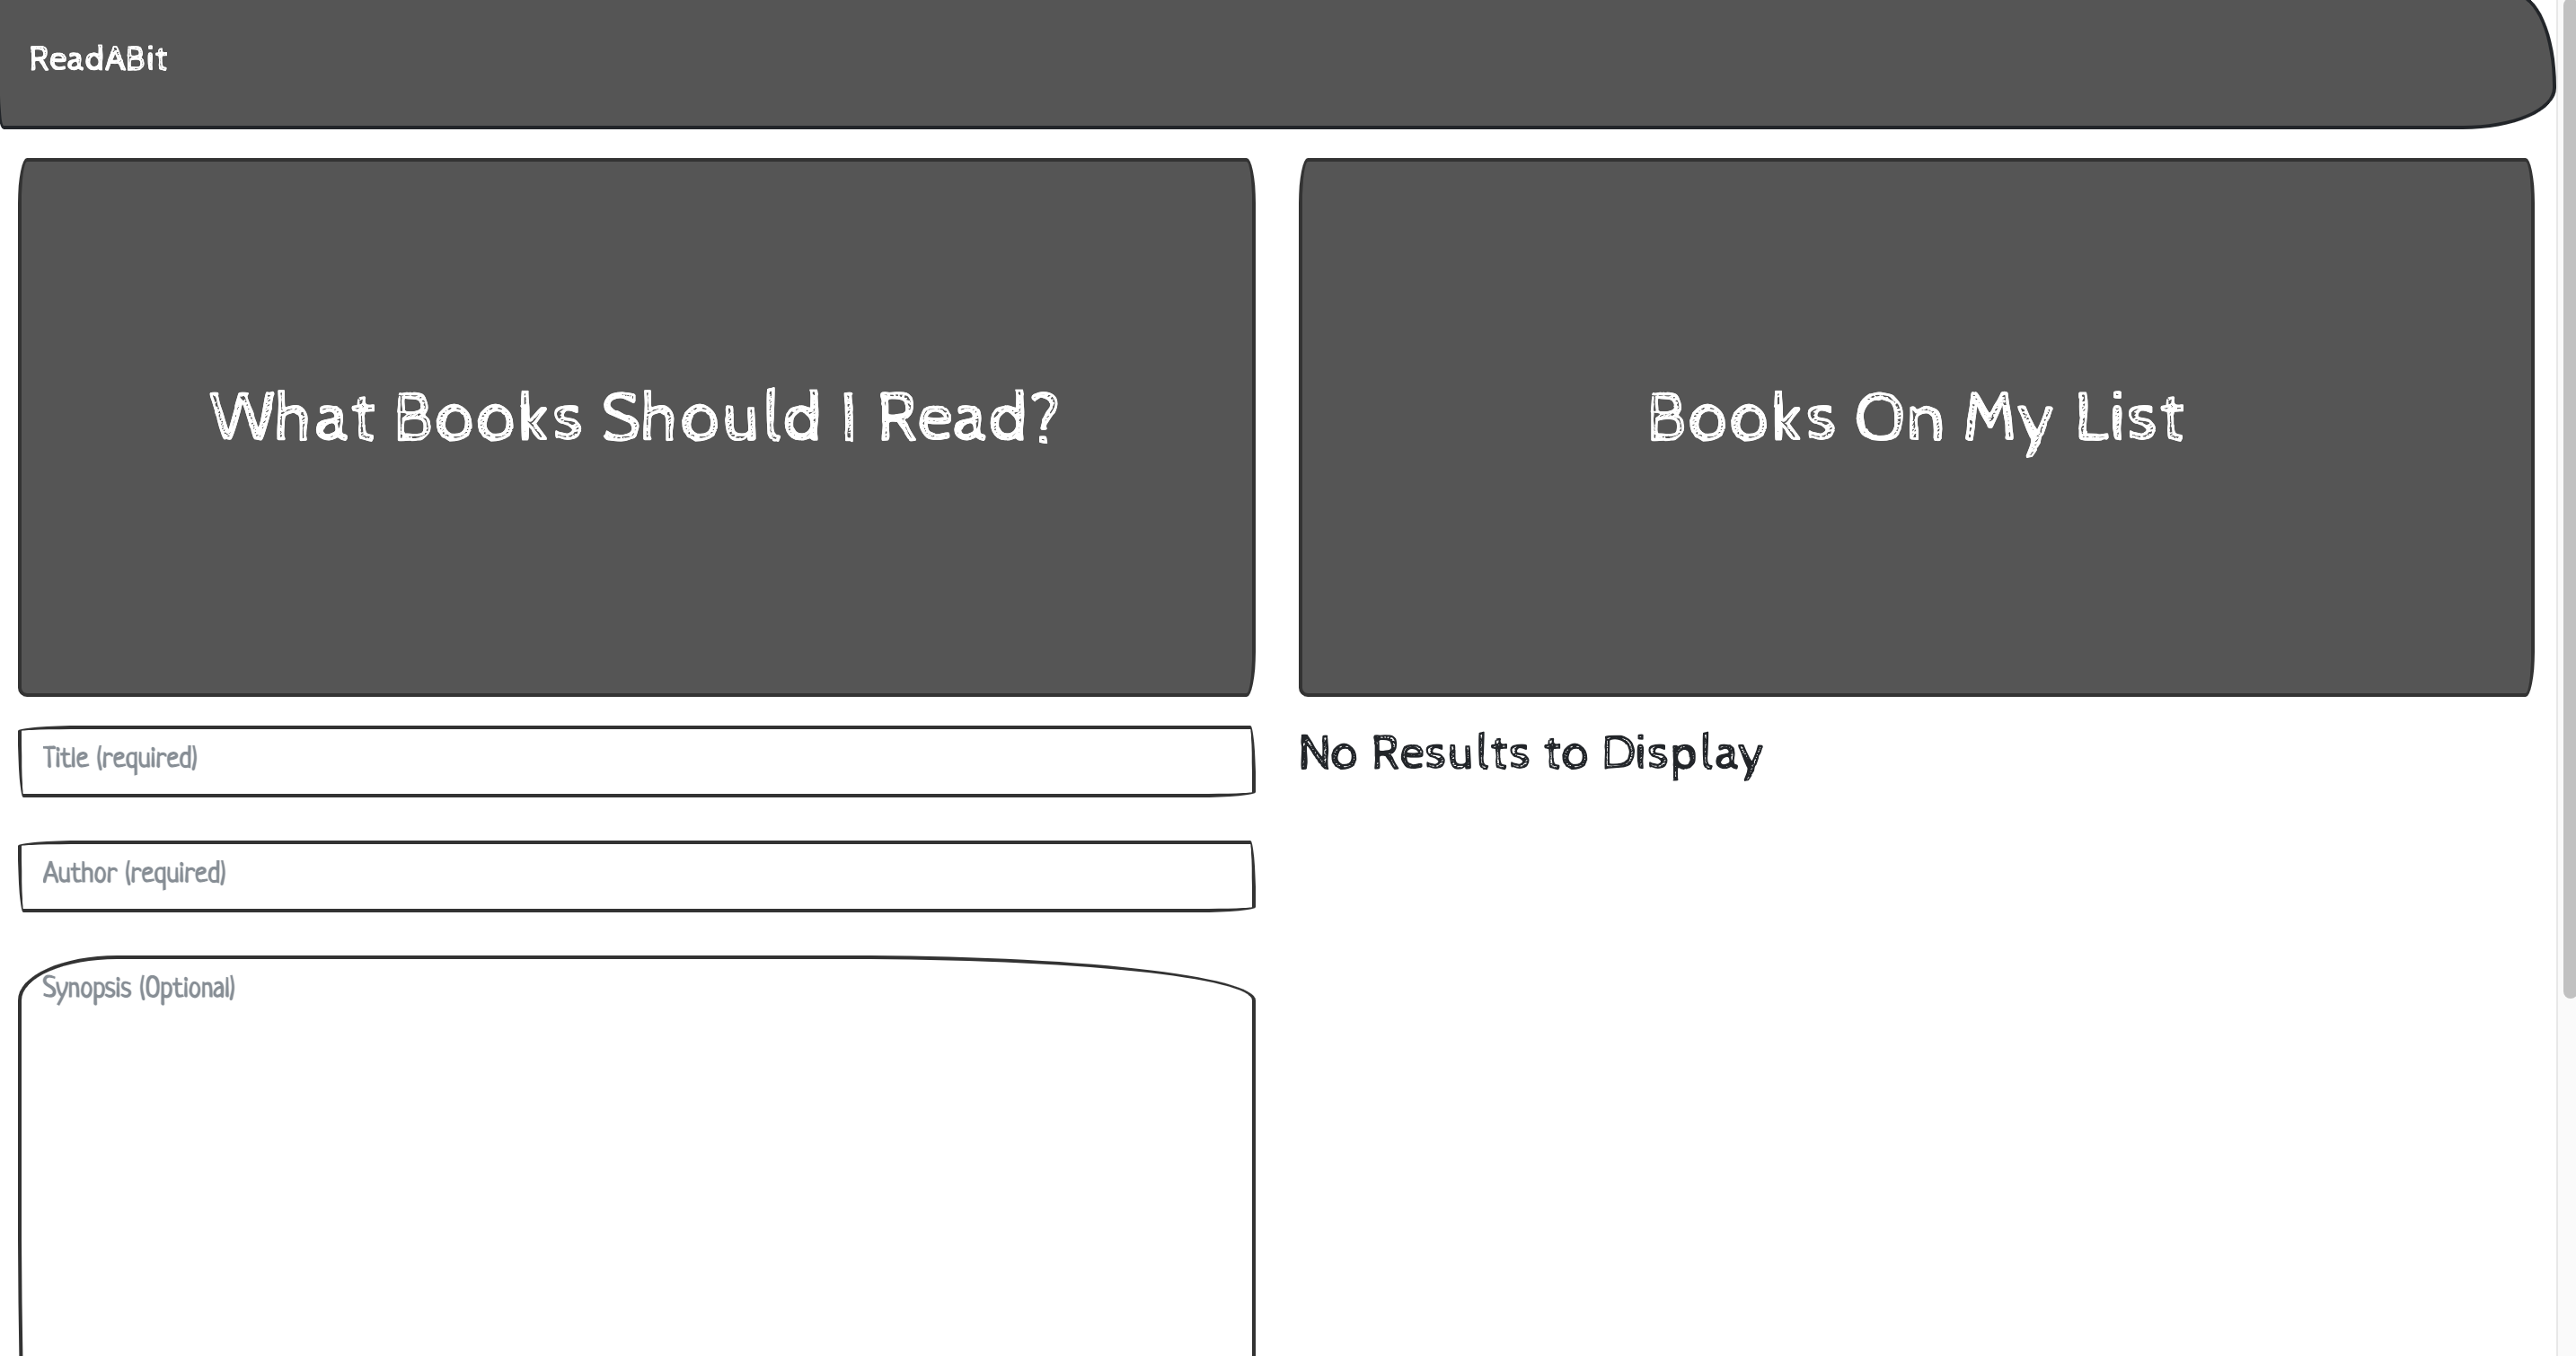 ReadABit
What Books Should I Read?
Books On My List
Title (required)
No Results to Display
Author (required)
Synopsis (Optional)